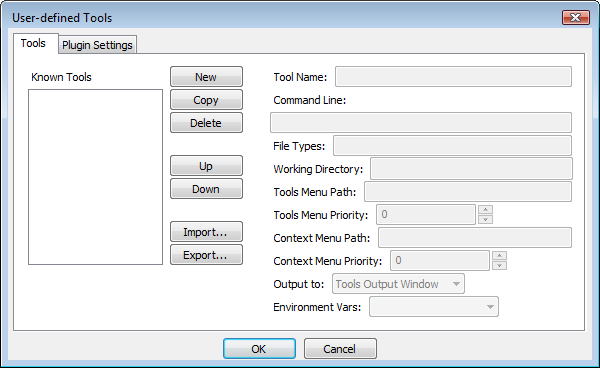 User-defined Tools
Tools
Plugin Settings
Known Tools
New
Copy
Delete
Up
Down
Import...
Export...
Tool Name:
Command Line:
File Types:
Working Directory:
Tools Menu Path:
Tools Menu Priority: 0
Context Menu Path:
Context Menu Priority: 0
Output to: Tools Output Window
Environment Vars:
OK
Cancel